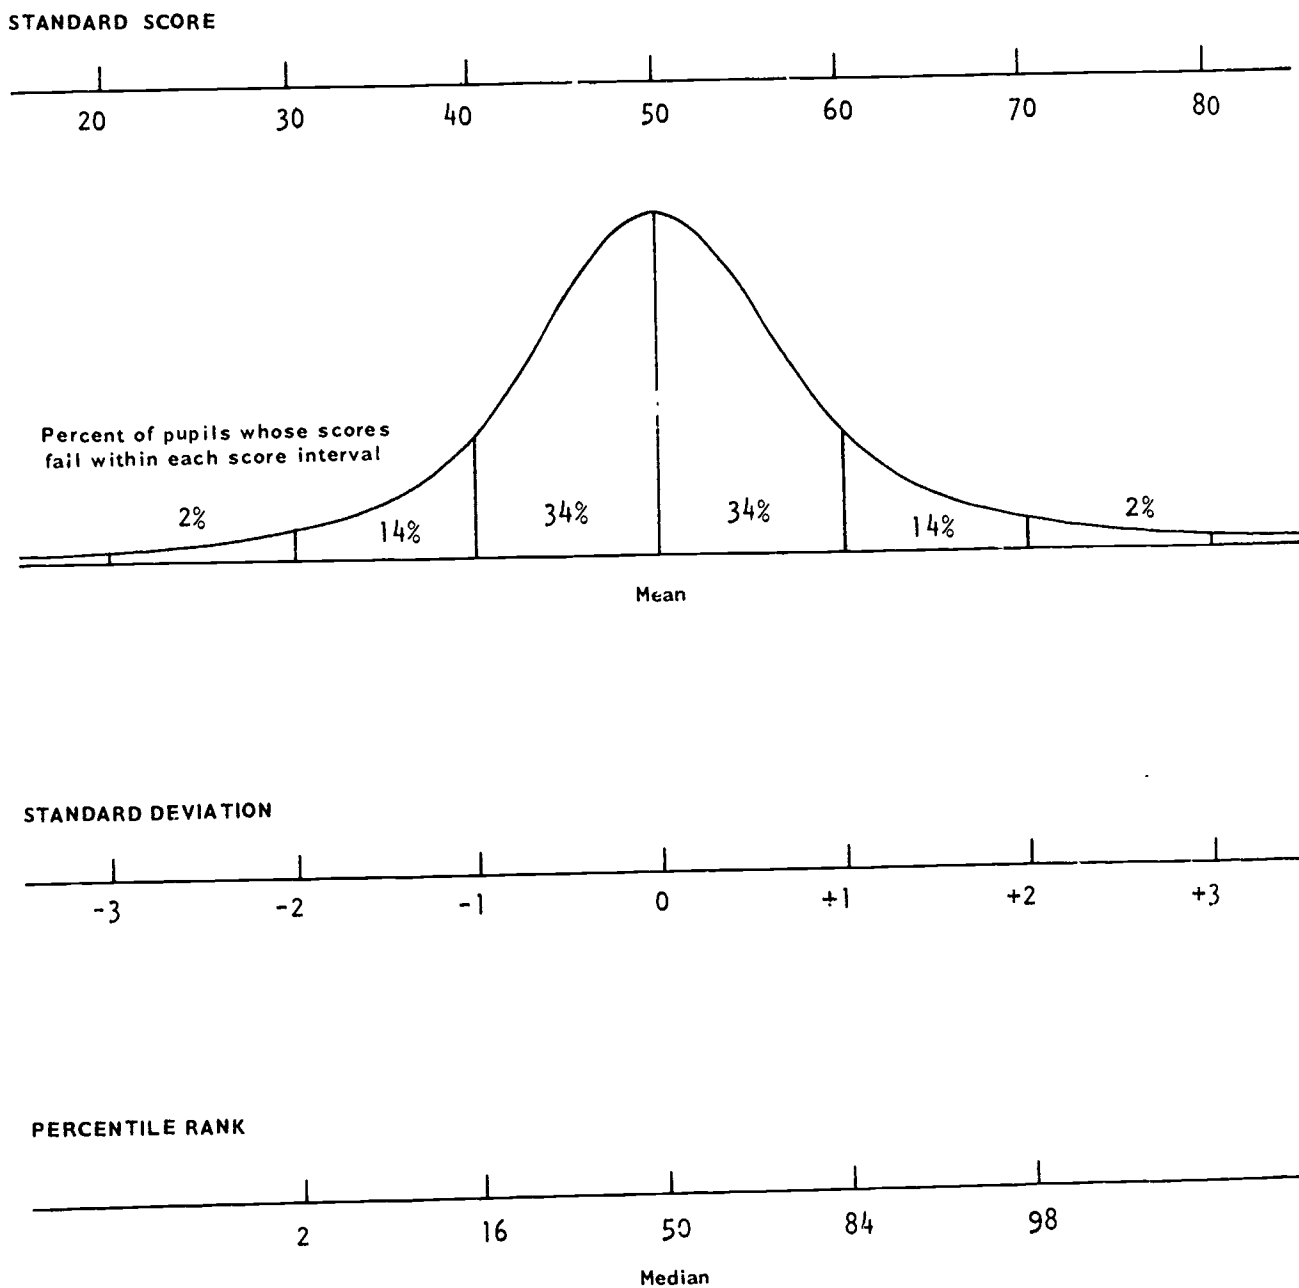 STANDARD SCORE
20 30 40 50 60 70 80
Percent of pupils whose scores
fail within each score interval
2% 14% 34% 34% 14% 2%
Mean
STANDARD DEVIATION
-3 -2 -1 0 +1 +2 +3
PERCENTILE RANK
2 16 50 84 98
Median